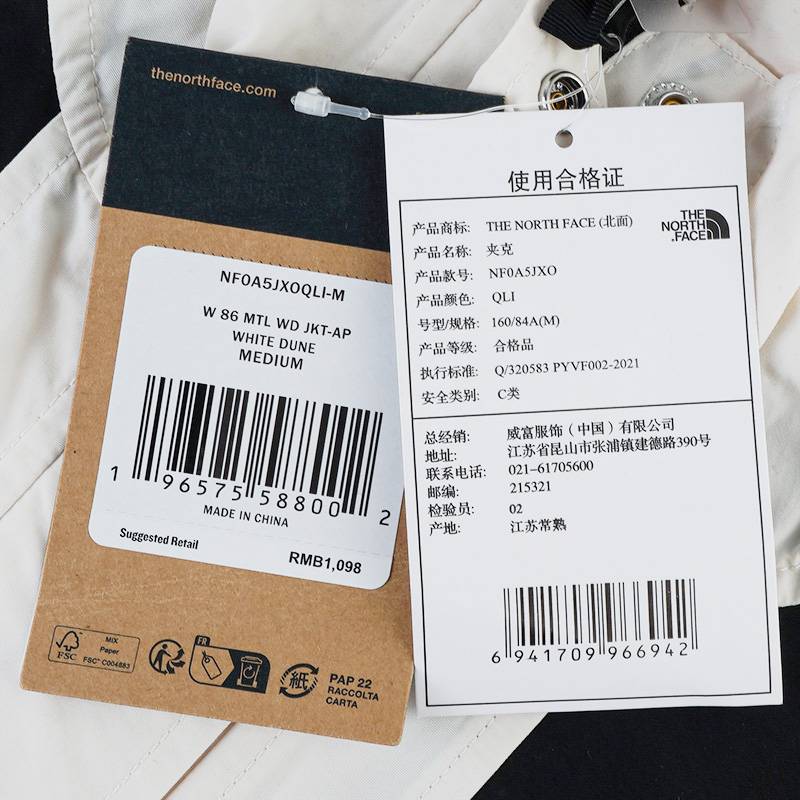 thenorthface.com
NF0A5JXOQLI-M
W 86 MTL WD JKT-AP
WHITE DUNE
MEDIUM
1 96575 58800 2
MADE IN CHINA
Suggested Retail
RMB1,098
FSC
MIX
Paper
FSC® C004883
FR
紙
PAP 22
RACCOLTA
CARTA
使用合格证
THE
NORTH
FACE
产品商标: THE NORTH FACE (北面)
产品名称: 夹克
产品款号: NF0A5JXO
产品颜色: QLI
号型/规格: 160/84A(M)
产品等级: 合格品
执行标准: Q/320583 PYVF002-2021
安全类别: C类
总经销: 威富服饰（中国）有限公司
地址: 江苏省昆山市张浦镇建德路390号
联系电话: 021-61705600
邮编: 215321
检验员: 02
产地: 江苏常熟
6 941709 966942